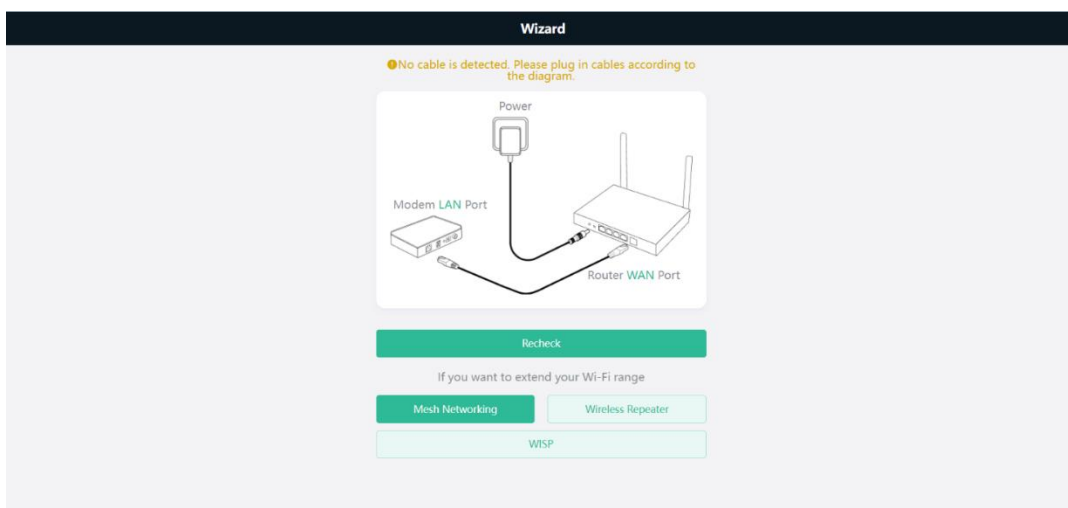 Wizard
No cable is detected. Please plug in cables according to
the diagram.
Power
Modem LAN Port
Router WAN Port
Recheck
If you want to extend your Wi-Fi range
Mesh Networking
Wireless Repeater
WISP